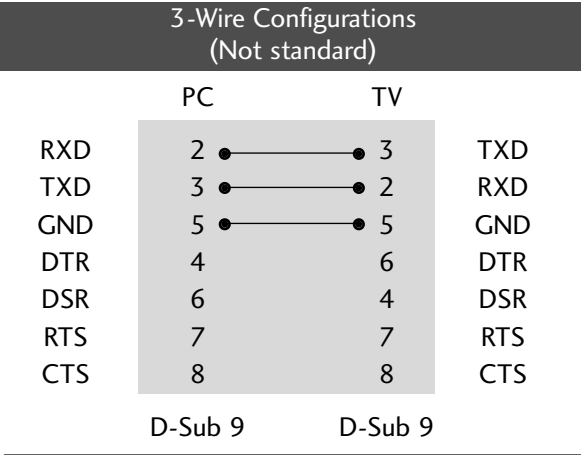 3-Wire Configurations
(Not standard)
PC TV
RXD 2 3 TXD
TXD 3 2 RXD
GND 5 5 GND
DTR 4 6 DTR
DSR 6 4 DSR
RTS 7 7 RTS
CTS 8 8 CTS
D-Sub 9 D-Sub 9